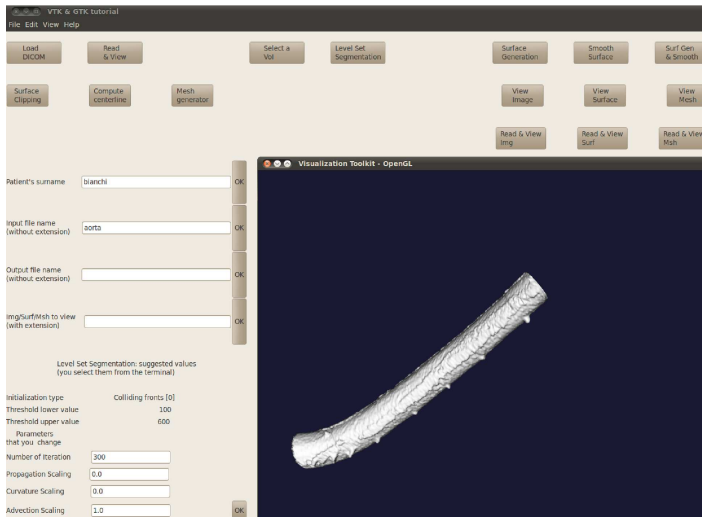 VTK & GTK tutorial
File Edit View Help
Load
DICOM
Read
& View
Select a
Vol
Level Set
Segmentation
Surface
Generation
Smooth
Surface
Surf Gen
& Smooth
Surface
Clipping
Compute
centerline
Mesh
generator
View
Image
View
Surface
View
Mesh
Read & View
Img
Read & View
Surf
Read & View
Msh
Visualization Toolkit - OpenGL
Patient's surname bianchi OK
Input file name
(without extension) aorta OK
Output file name
(without extension) OK
Img/Surf/Msh to view
(with extension) OK
Level Set Segmentation: suggested values
(you select them from the terminal)
Initialization type Colliding fronts [0]
Threshold lower value 100
Threshold upper value 600
Parameters
that you change
Number of Iteration 300
Propagation Scaling 0.0
Curvature Scaling 0.0
Advection Scaling 1.0 OK